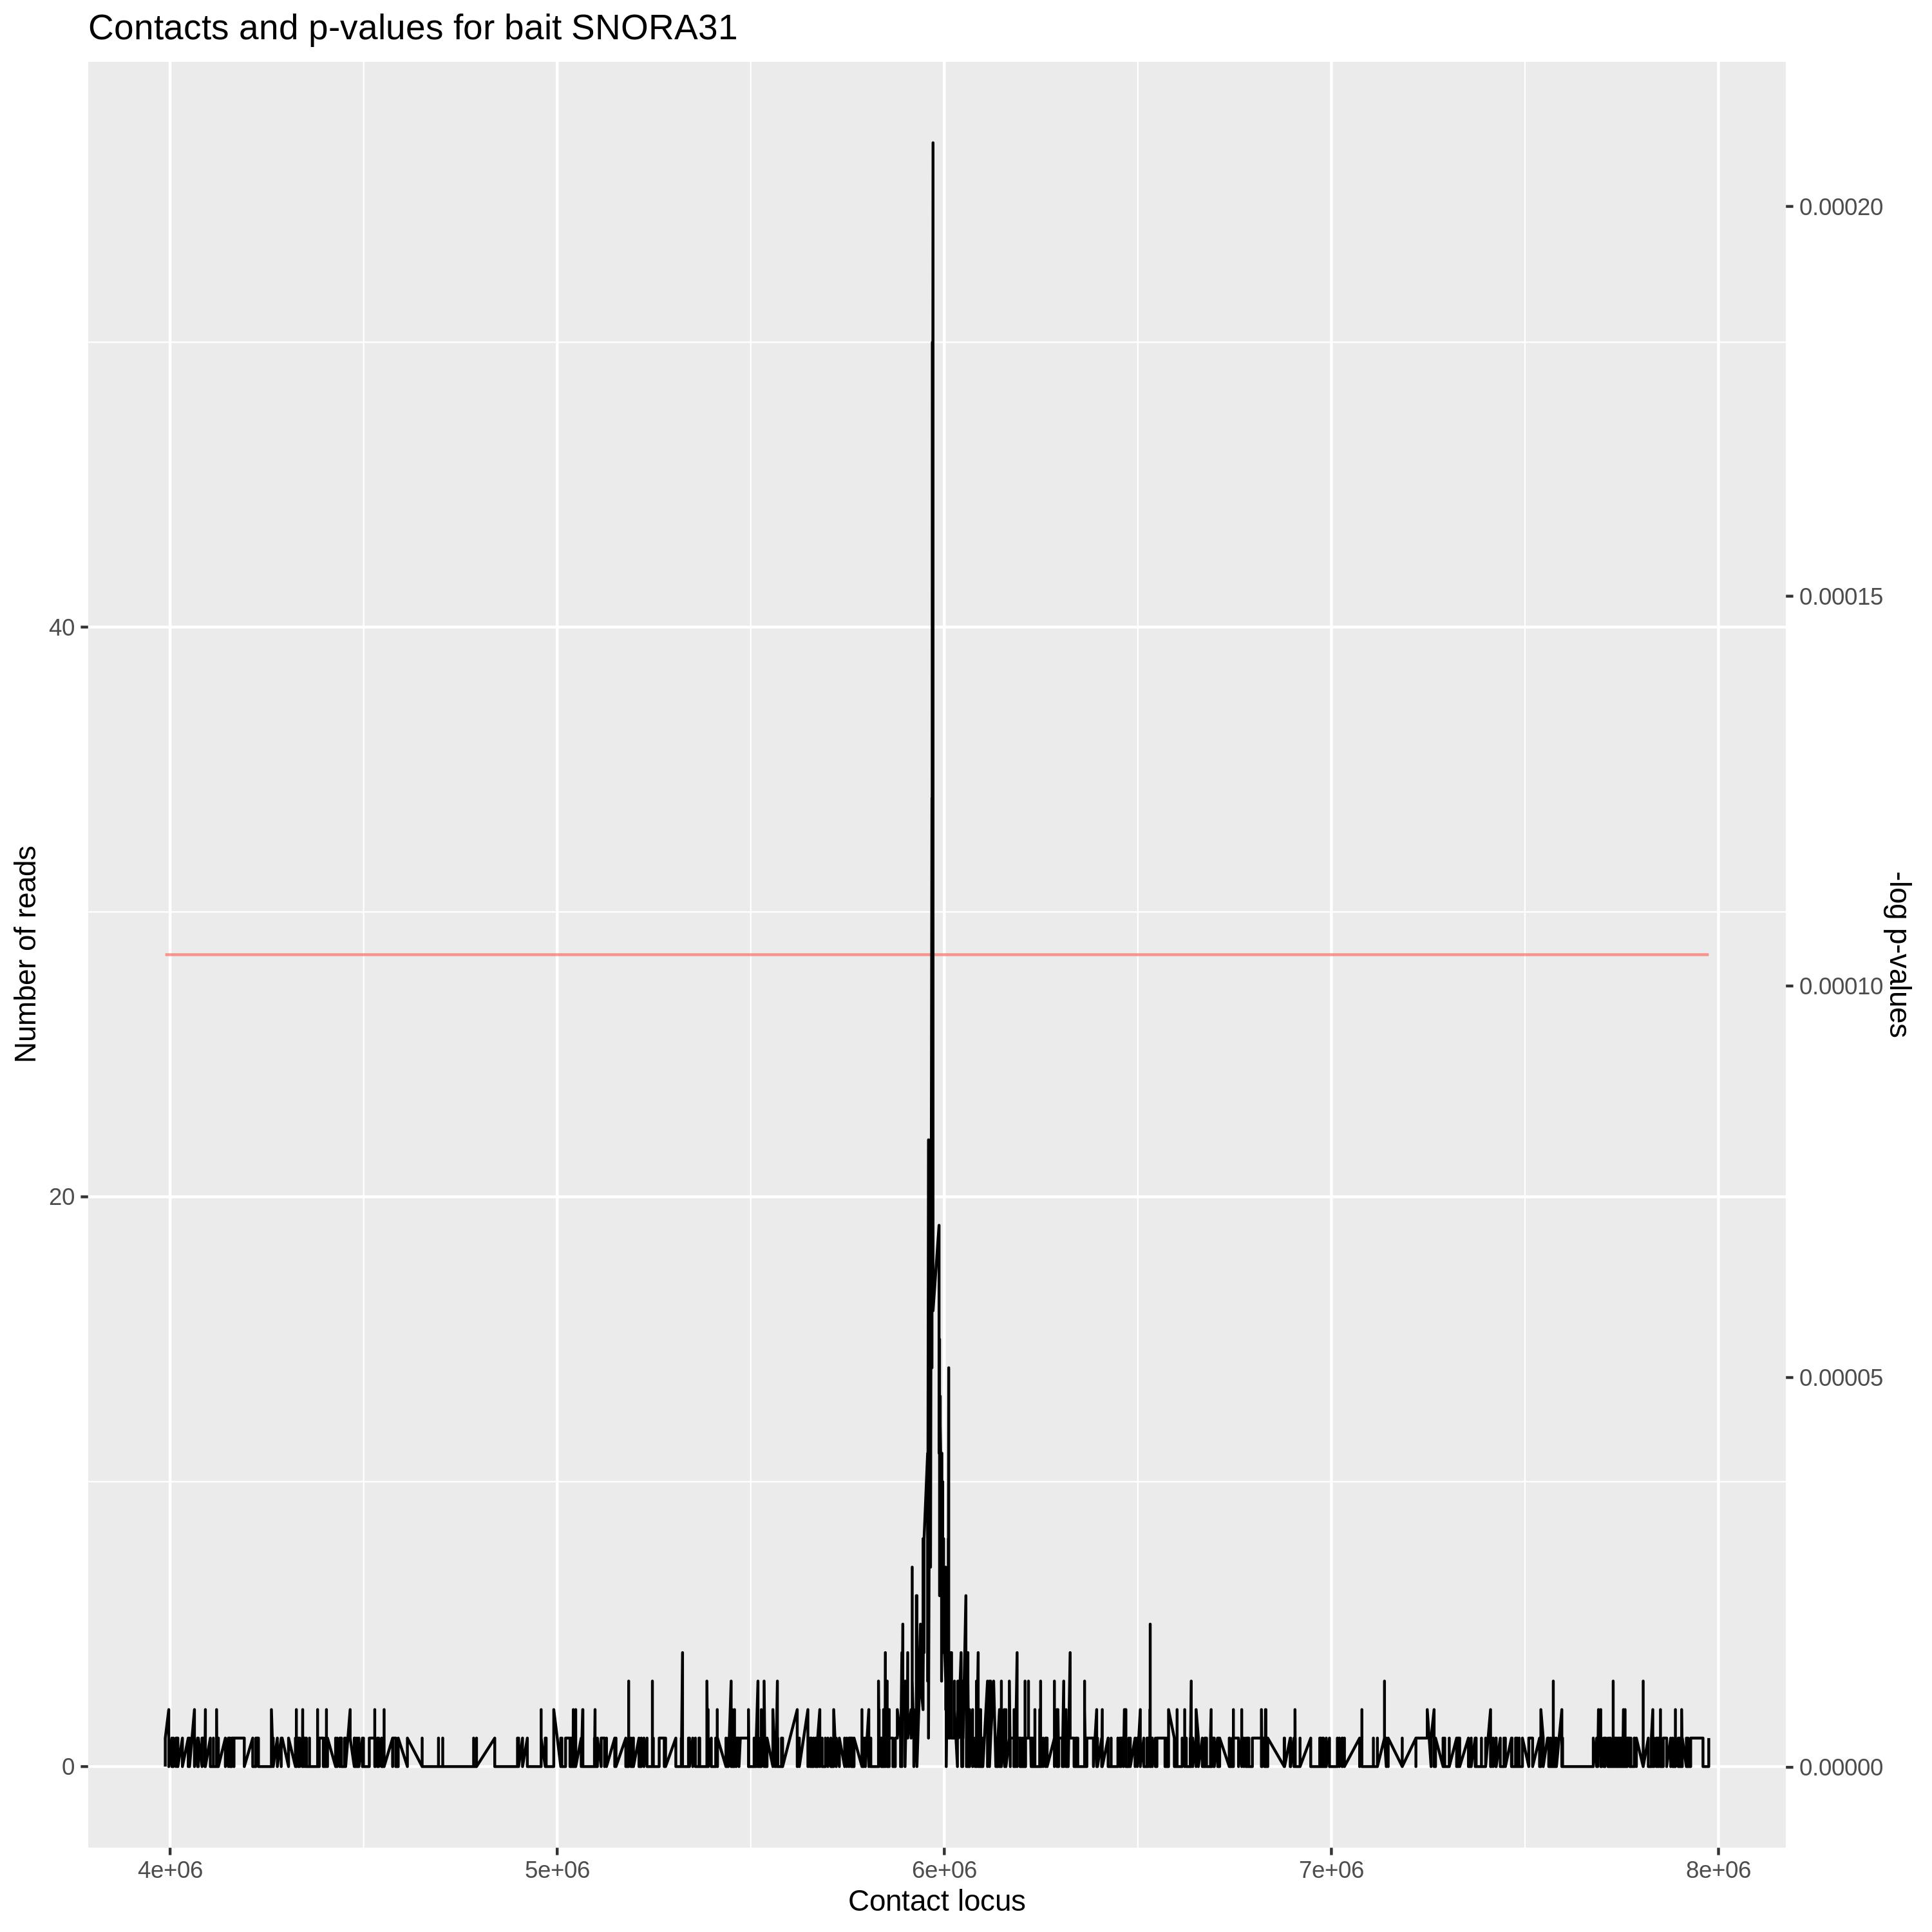 Contacts and p-values for bait SNORA31
Number of reads
40
20
0
0.00020
0.00015
0.00010
0.00005
0.00000
-log p-values
4e+06 5e+06 6e+06 7e+06 8e+06
Contact locus